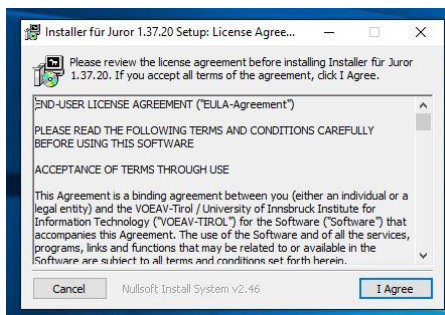 Installer für Juror 1.37.20 Setup: License Agree...
Please review the license agreement before installing Installer für Juror
1.37.20. If you accept all terms of the agreement, click I Agree.
END-USER LICENSE AGREEMENT ("EULA-Agreement")
PLEASE READ THE FOLLOWING TERMS AND CONDITIONS CAREFULLY
BEFORE USING THIS SOFTWARE
ACCEPTANCE OF TERMS THROUGH USE
This Agreement is a binding agreement between you (either an individual or a
legal entity) and the VOEAV-Tirol / University of Innsbruck Institute for
Information Technology ("VOEAV-TIROL") for the Software ("Software") that
accompanies this Agreement. The use of the Software and of all the services,
programs, links and functions that may be related to or available in the
Software are subject to all terms and conditions set forth herein.
Cancel
Nullsoft Install System v2.46
I Agree